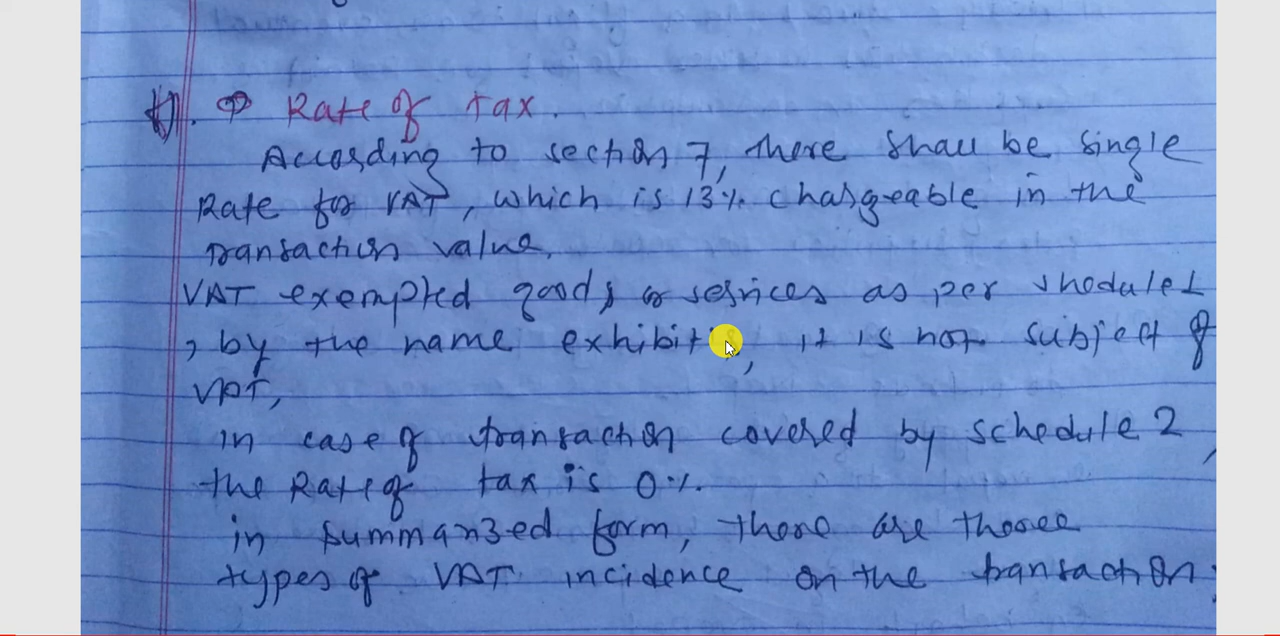 ⇒ Rate of tax.
According to section 7, there shall be single
Rate for VAT, which is 13% chargeable in the
transaction value.
VAT exempted goods or services as per shedule 1
, by the name exhibit, it is not subject of
VAT,
in case of transaction covered by schedule 2,
the Rate of tax is 0%.
in summarized form, there are three
types of VAT incidence on the transaction